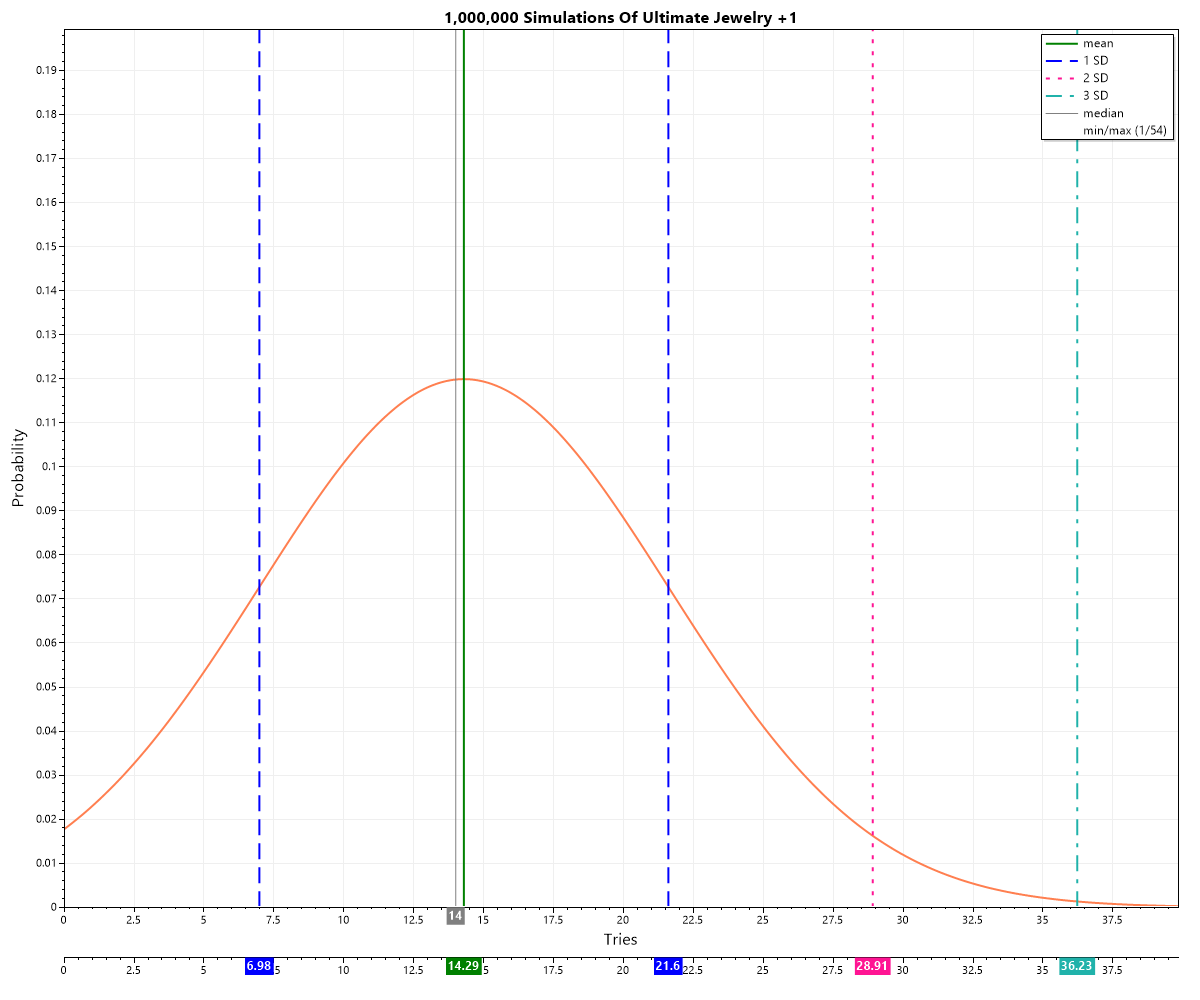 1,000,000 Simulations Of Ultimate Jewelry +1
mean
1 SD
2 SD
3 SD
median
min/max (1/54)
Probability
0.19
0.18
0.17
0.16
0.15
0.14
0.13
0.12
0.11
0.1
0.09
0.08
0.07
0.06
0.05
0.04
0.03
0.02
0.01
0
0 2.5 5 7.5 10 12.5 14 15 17.5 20 22.5 25 27.5 30 32.5 35 37.5
Tries
0 2.5 5 6.98 5 10 12.5 14.29 17.5 20 21.6 2.5 25 27.5 28.91 30 32.5 35 36.23 37.5